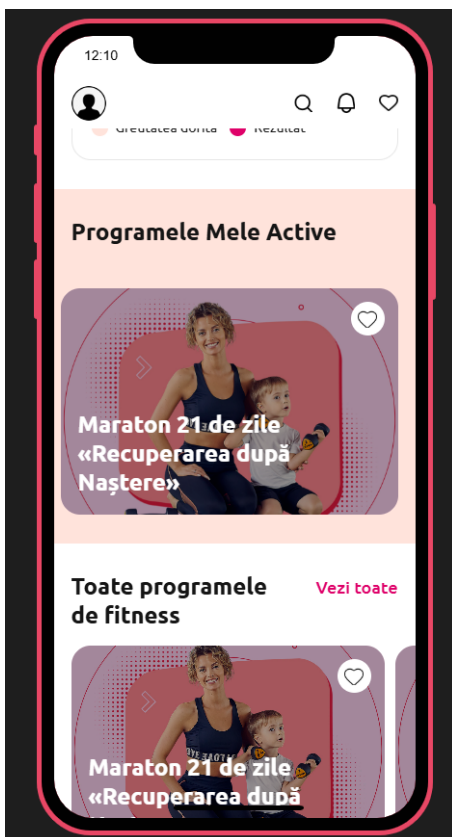 12:10
Greutatea dorită Rezultat
Programele Mele Active
Maraton 21 de zile
«Recuperarea după
Naștere»
Toate programele
de fitness
Vezi toate
Maraton 21 de zile
«Recuperarea după